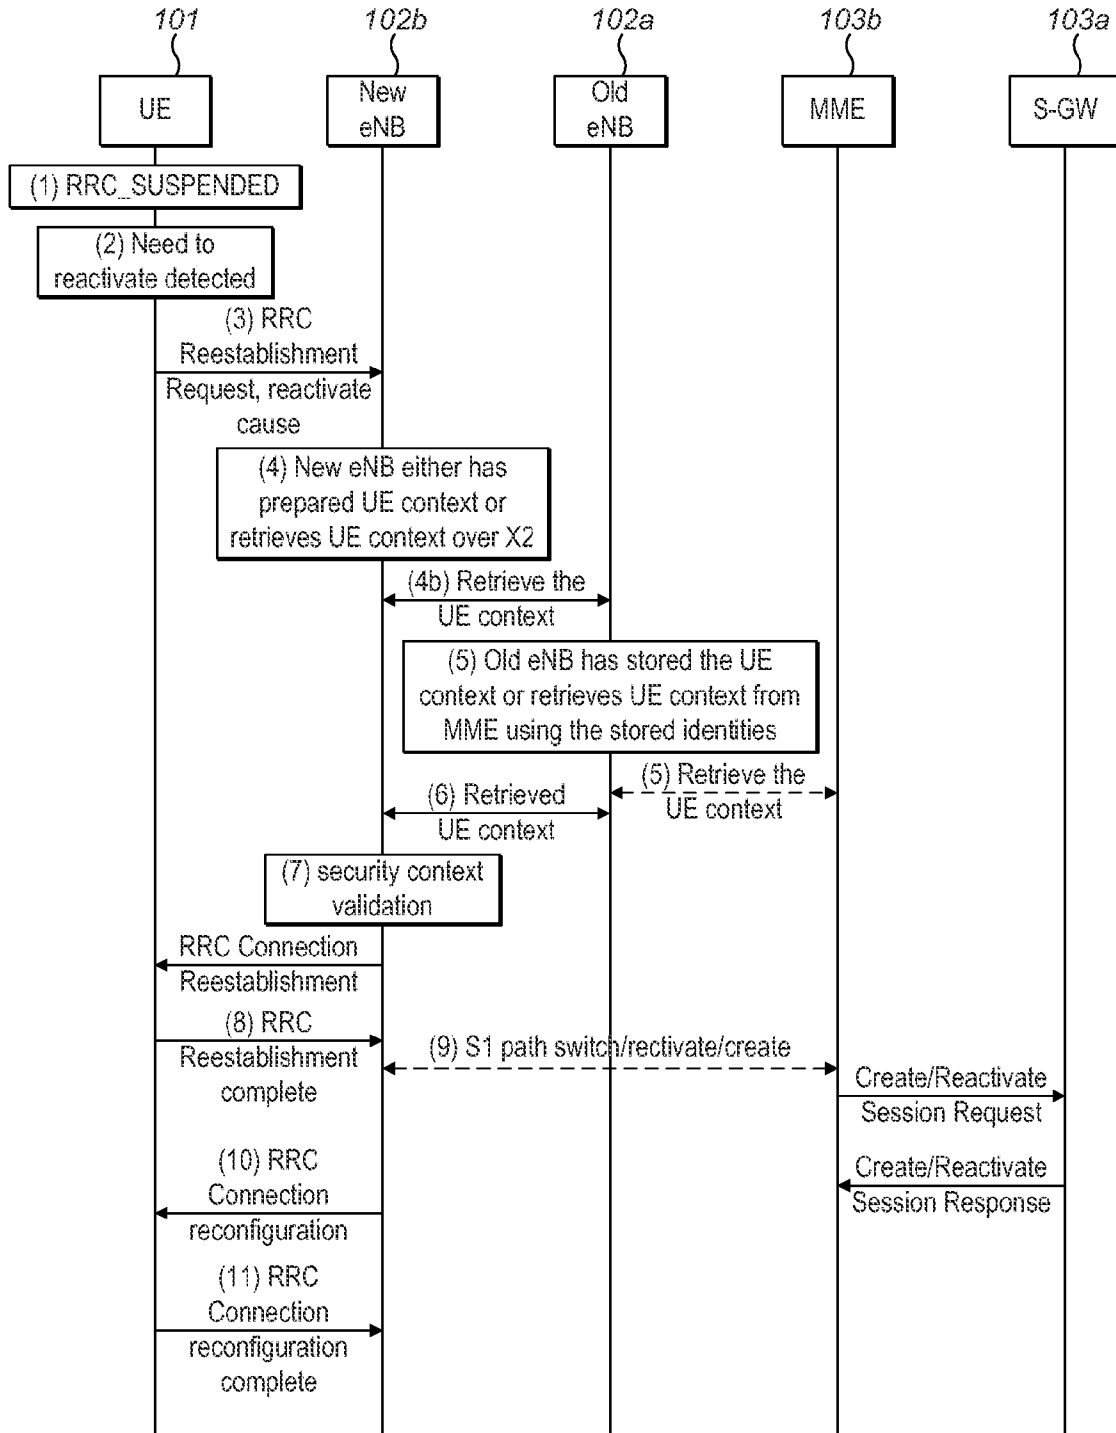 101
102b
102a
103b
103a
UE
New
eNB
Old
eNB
MME
S-GW
(1) RRC_SUSPENDED
(2) Need to
reactivate detected
(3) RRC
Reestablishment
Request, reactivate
cause
(4) New eNB either has
prepared UE context or
retrieves UE context over X2
(4b) Retrieve the
UE context
(5) Old eNB has stored the UE
context or retrieves UE context from
MME using the stored identities
(5) Retrieve the
UE context
(6) Retrieved
UE context
(7) security context
validation
RRC Connection
Reestablishment
(8) RRC
Reestablishment
complete
(9) S1 path switch/rectivate/create
Create/Reactivate
Session Request
Create/Reactivate
Session Response
(10) RRC
Connection
reconfiguration
(11) RRC
Connection
reconfiguration
complete